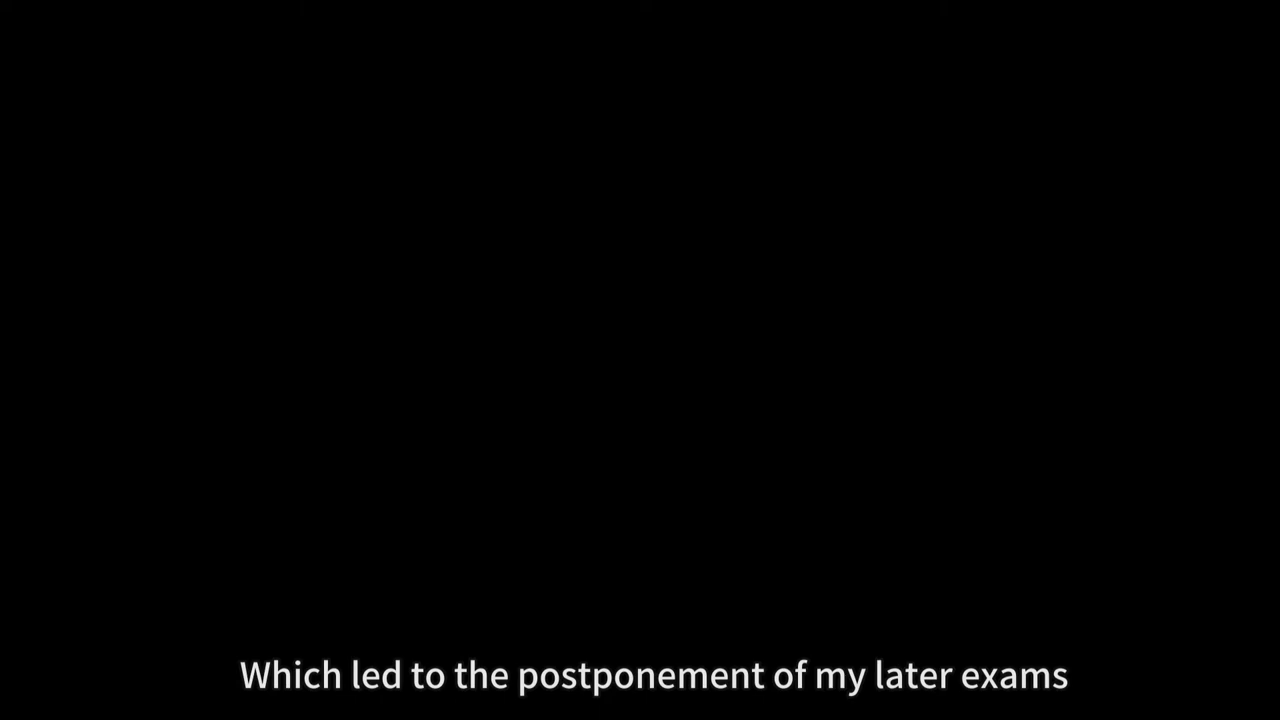 Which led to the postponement of my later exams